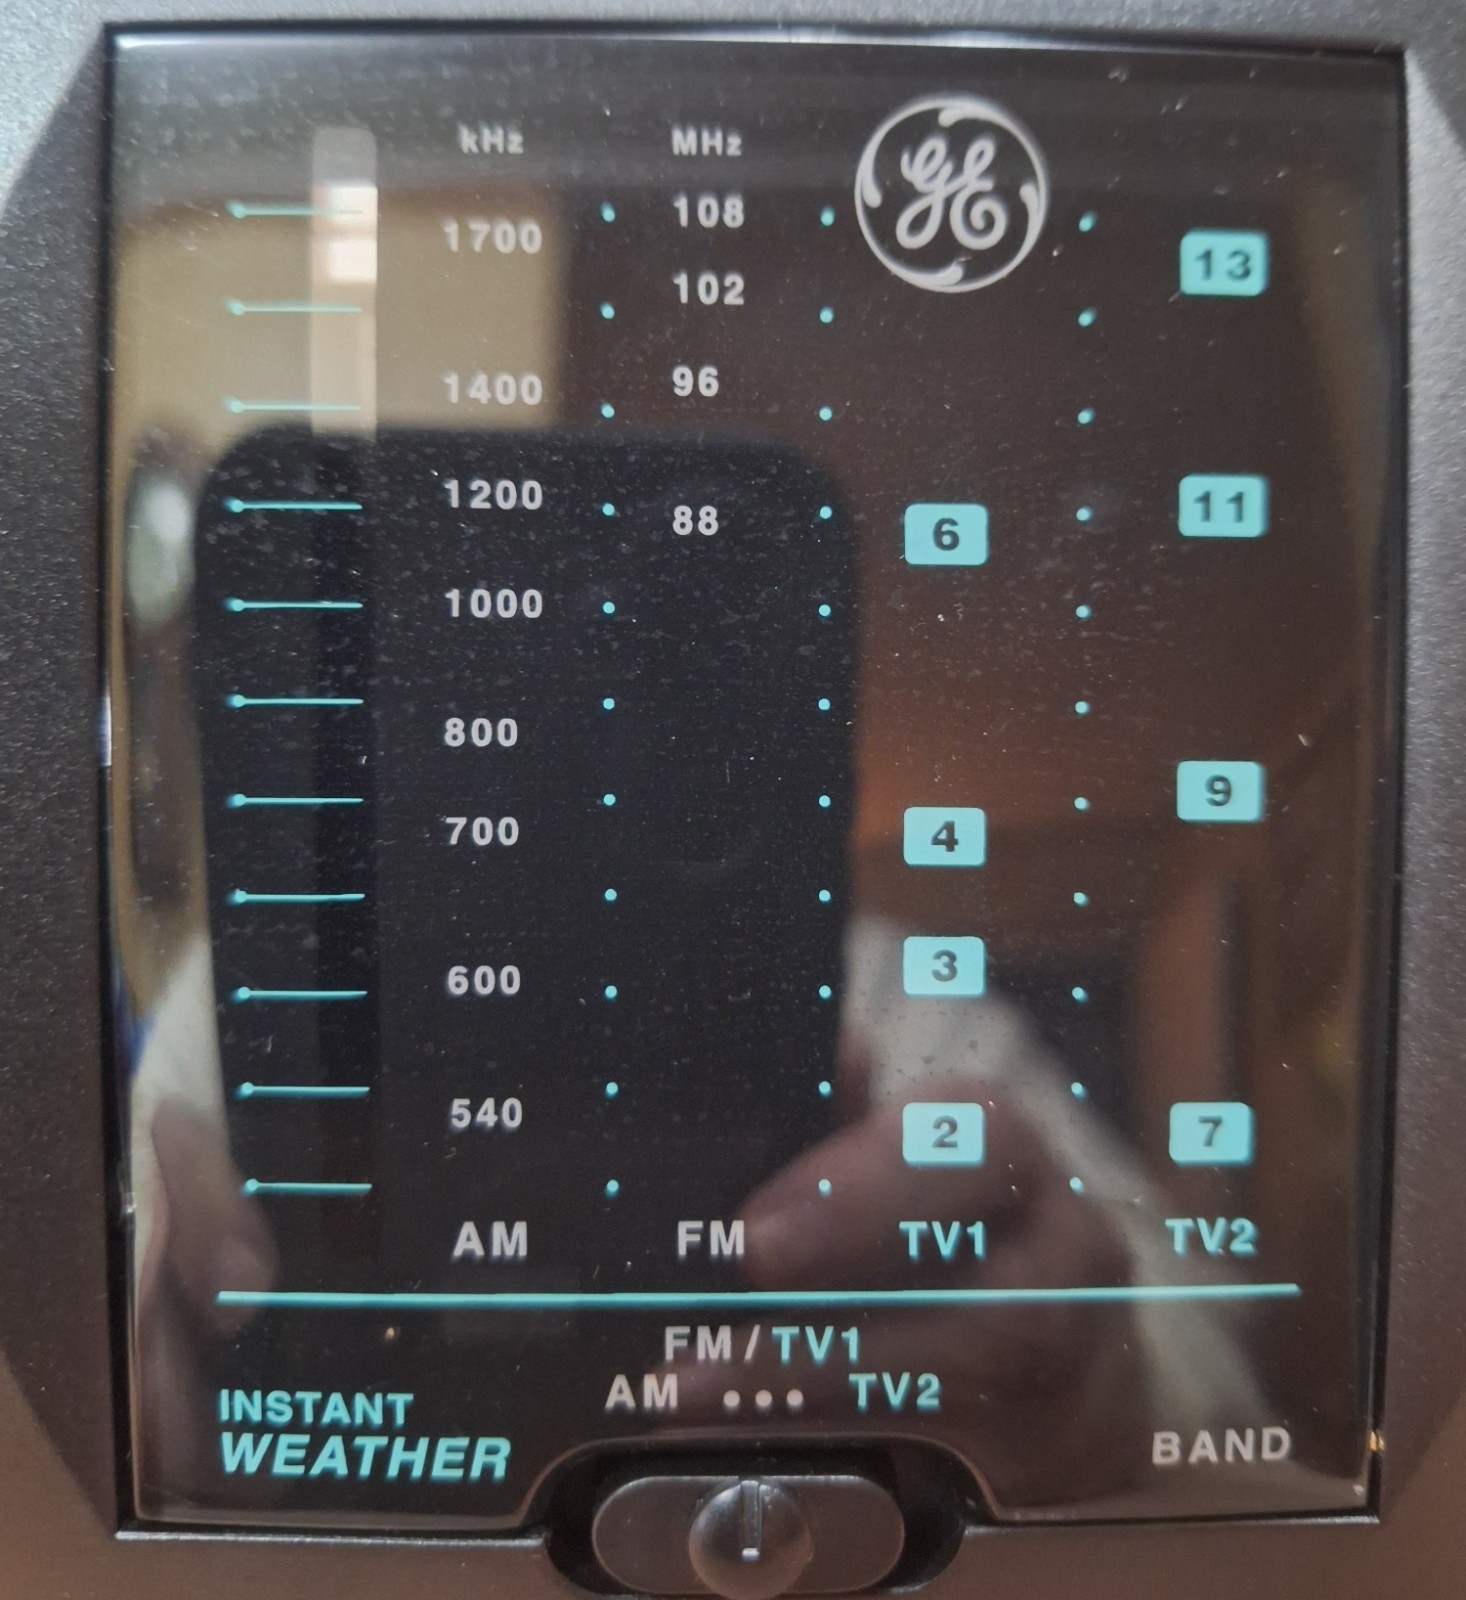 kHz MHz
GE
108
1700
13
102
1400 96
1200 88 6 11
1000
800
9
700 4
600 3
540 2 7
AM FM TV1 TV2
FM/TV1
AM ••• TV2
INSTANT
WEATHER
BAND